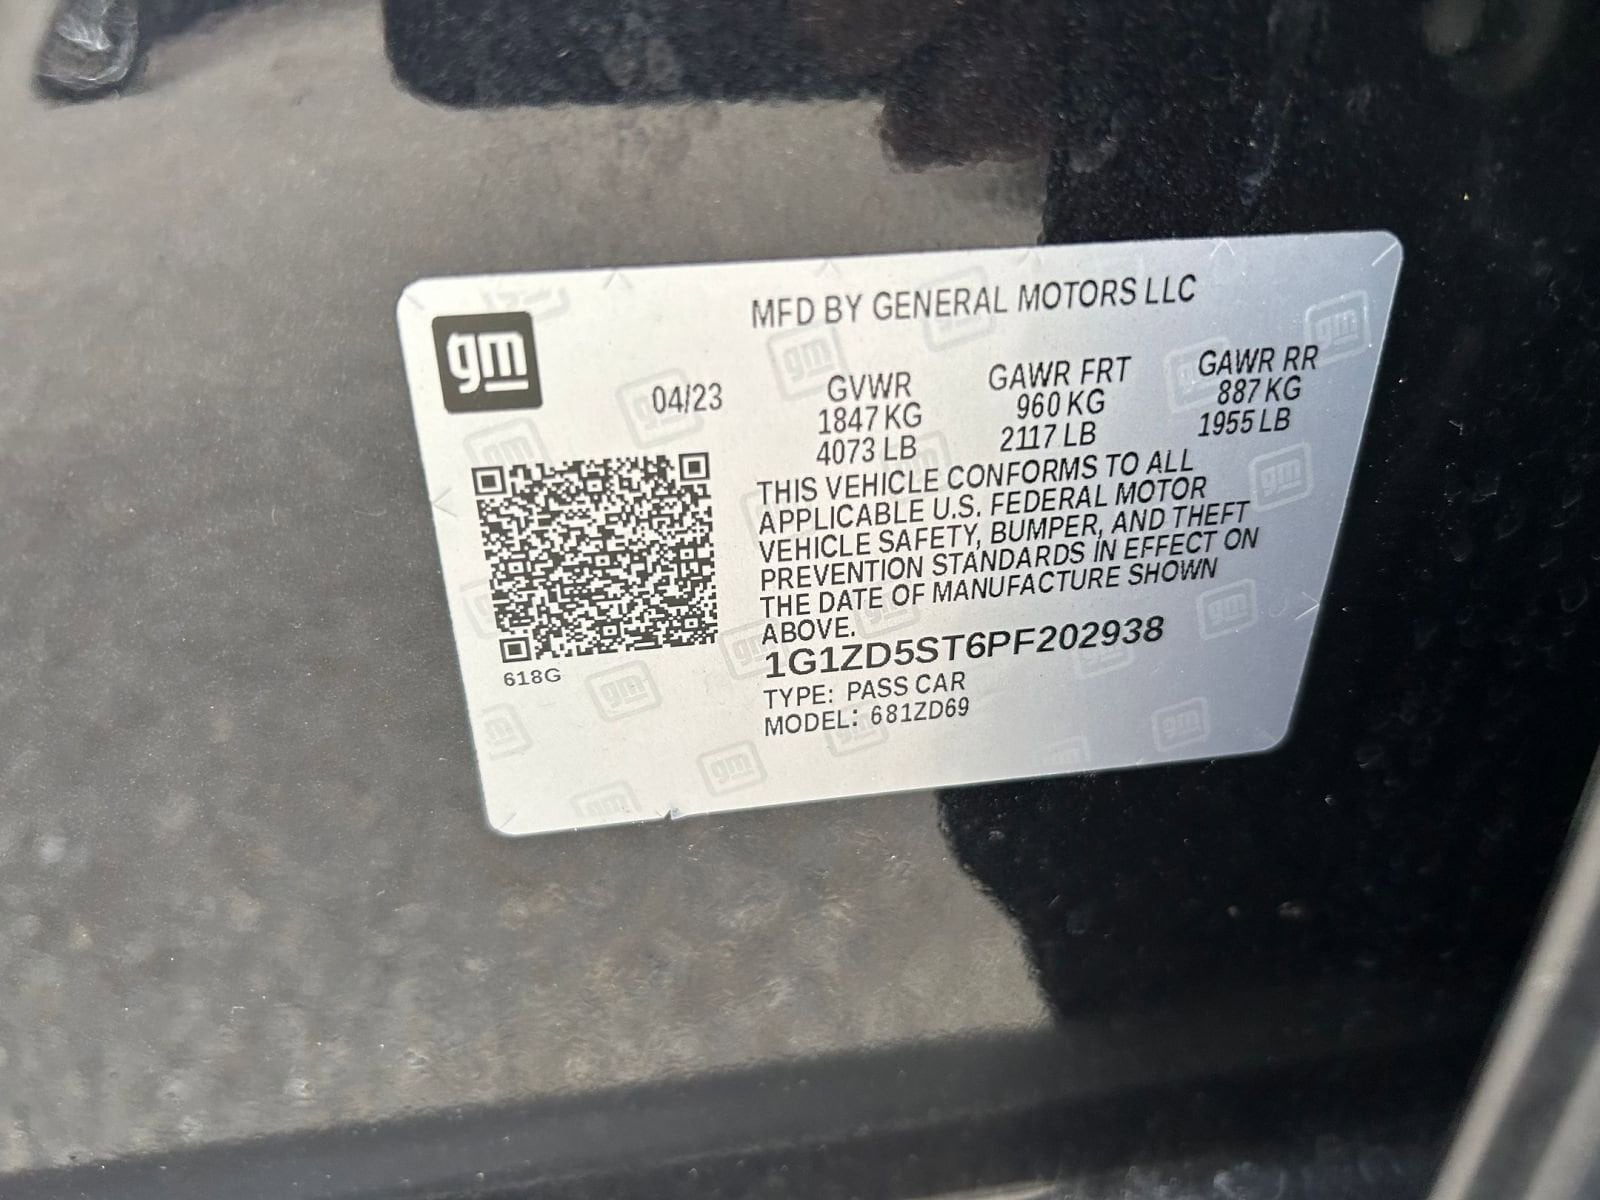 gm
MFD BY GENERAL MOTORS LLC
04/23
GVWR GAWR FRT GAWR RR
1847 KG 960 KG 887 KG
4073 LB 2117 LB 1955 LB
THIS VEHICLE CONFORMS TO ALL
APPLICABLE U.S. FEDERAL MOTOR
VEHICLE SAFETY, BUMPER, AND THEFT
PREVENTION STANDARDS IN EFFECT ON
THE DATE OF MANUFACTURE SHOWN
ABOVE.
1G1ZD5ST6PF202938
TYPE: PASS CAR
MODEL: 681ZD69
618G